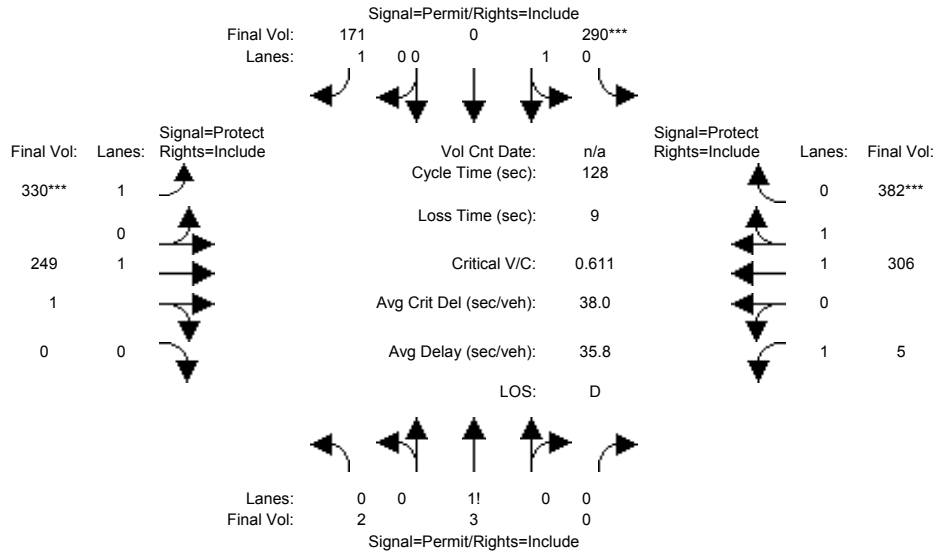 Signal=Permit/Rights=Include
Final Vol: 171 0 290***
Lanes: 1 0 0 1 0
Signal=Protect Signal=Protect
Final Vol: Lanes: Rights=Include Vol Cnt Date: n/a Rights=Include Lanes: Final Vol:
Cycle Time (sec): 128
330*** 1 0 382***
Loss Time (sec): 9
0 1
249 1 Critical V/C: 0.611 1 306
1 Avg Crit Del (sec/veh): 38.0 0
0 0 Avg Delay (sec/veh): 35.8 1 5
LOS: D
Lanes: 0 0 1! 0 0
Final Vol: 2 3 0
Signal=Permit/Rights=Include